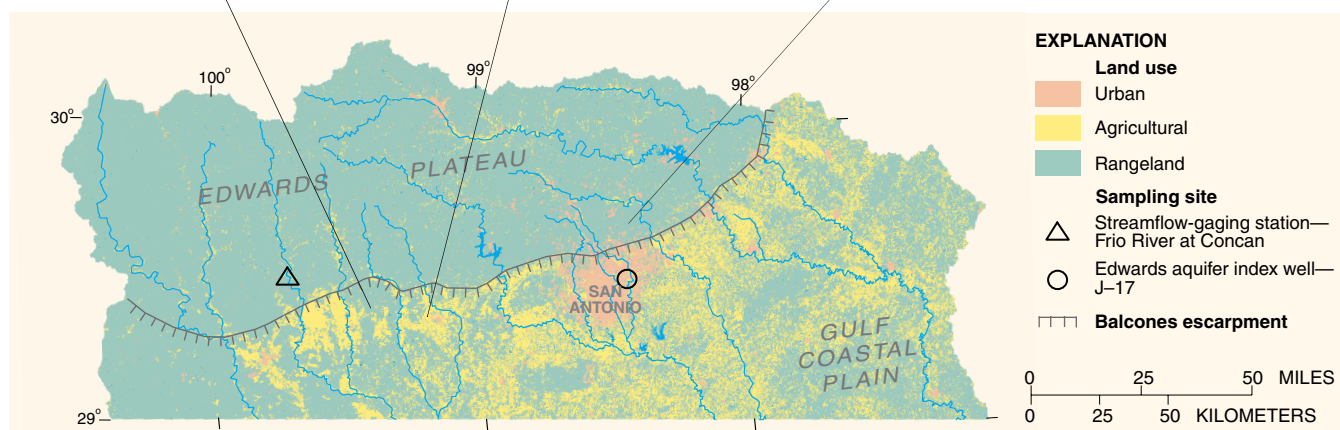 100°
99°
98°
30°
29°
EDWARDS
PLATEAU
SAN
ANTONIO
GULF
COASTAL
PLAIN
EXPLANATION
Land use
Urban
Agricultural
Rangeland
Sampling site
Streamflow-gaging station—
Frio River at Concan
Edwards aquifer index well—
J–17
Balcones escarpment
0 25 50 MILES
0 25 50 KILOMETERS